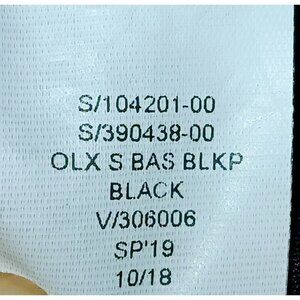 S/104201-00
S/390438-00
OLX S BAS BLKP
BLACK
V/306006
SP'19
10/18